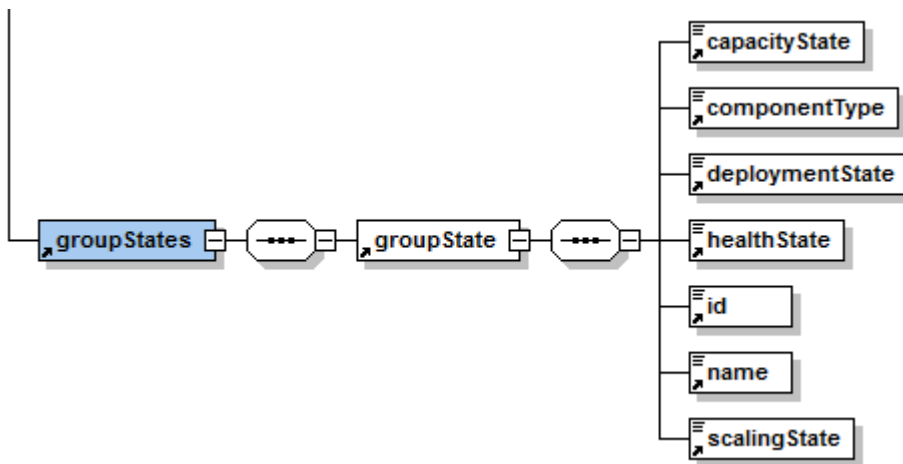 capacityState
componentType
deploymentState
groupStates
groupState
healthState
id
name
scalingState